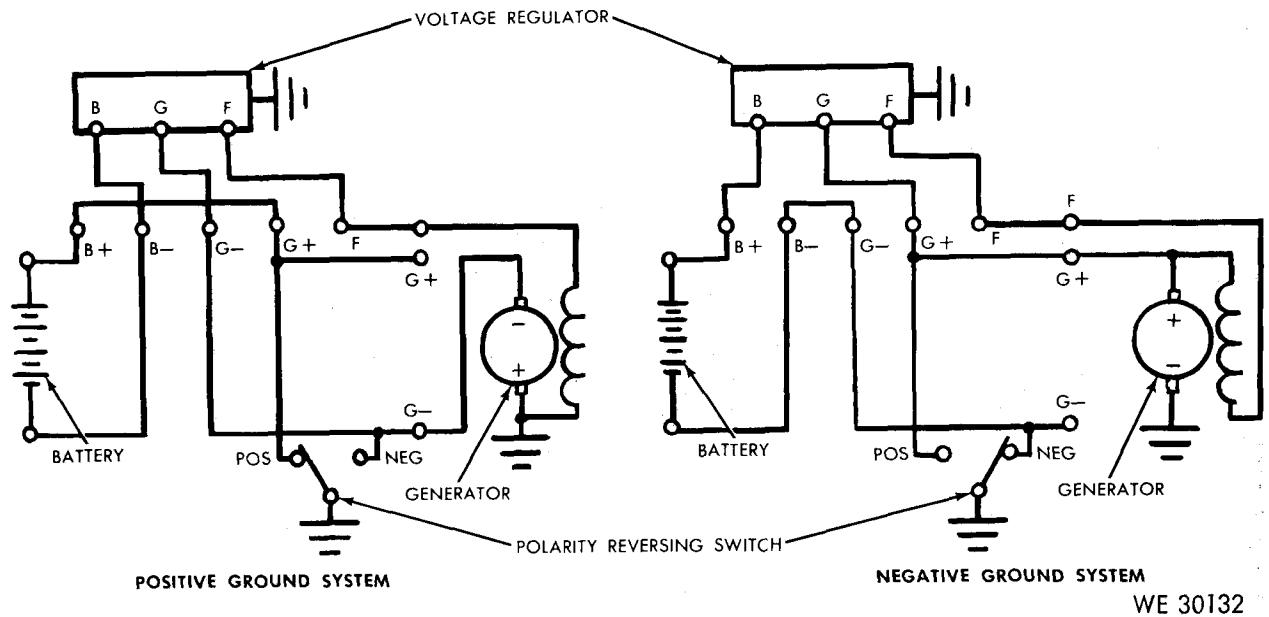 VOLTAGE REGULATOR
B G F
B G F
B+ B– G– G+ F
G+
–
+
G–
BATTERY
POS NEG
GENERATOR
F
B+ B– G– G+ F
G+
+
–
G–
BATTERY
POS NEG
GENERATOR
POLARITY REVERSING SWITCH
POSITIVE GROUND SYSTEM
NEGATIVE GROUND SYSTEM
WE 30132